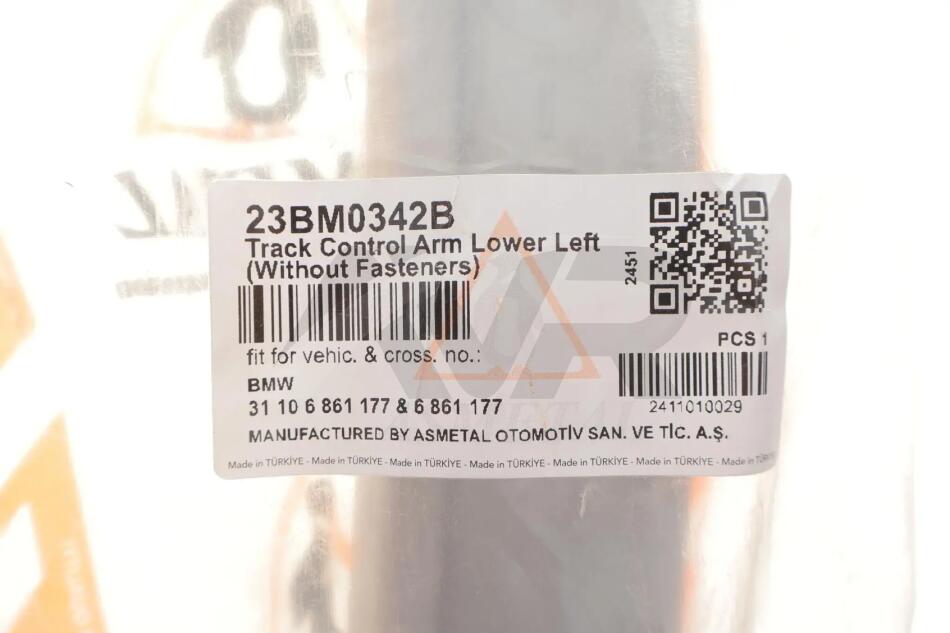 23BM0342B
Track Control Arm Lower Left
(Without Fasteners)
2451
fit for vehic. & cross. no.:
PCS 1
BMW
31 10 6 861 177 & 6 861 177
2411010029
MANUFACTURED BY ASMETAL OTOMOTİV SAN. VE TİC. A.Ş.
Made in TÜRKİYE - Made in TÜRKİYE - Made in TÜRKİYE - Made in TÜRKİYE - Made in TÜRKİYE - Made in TÜRKİYE - Made in TÜRKİYE